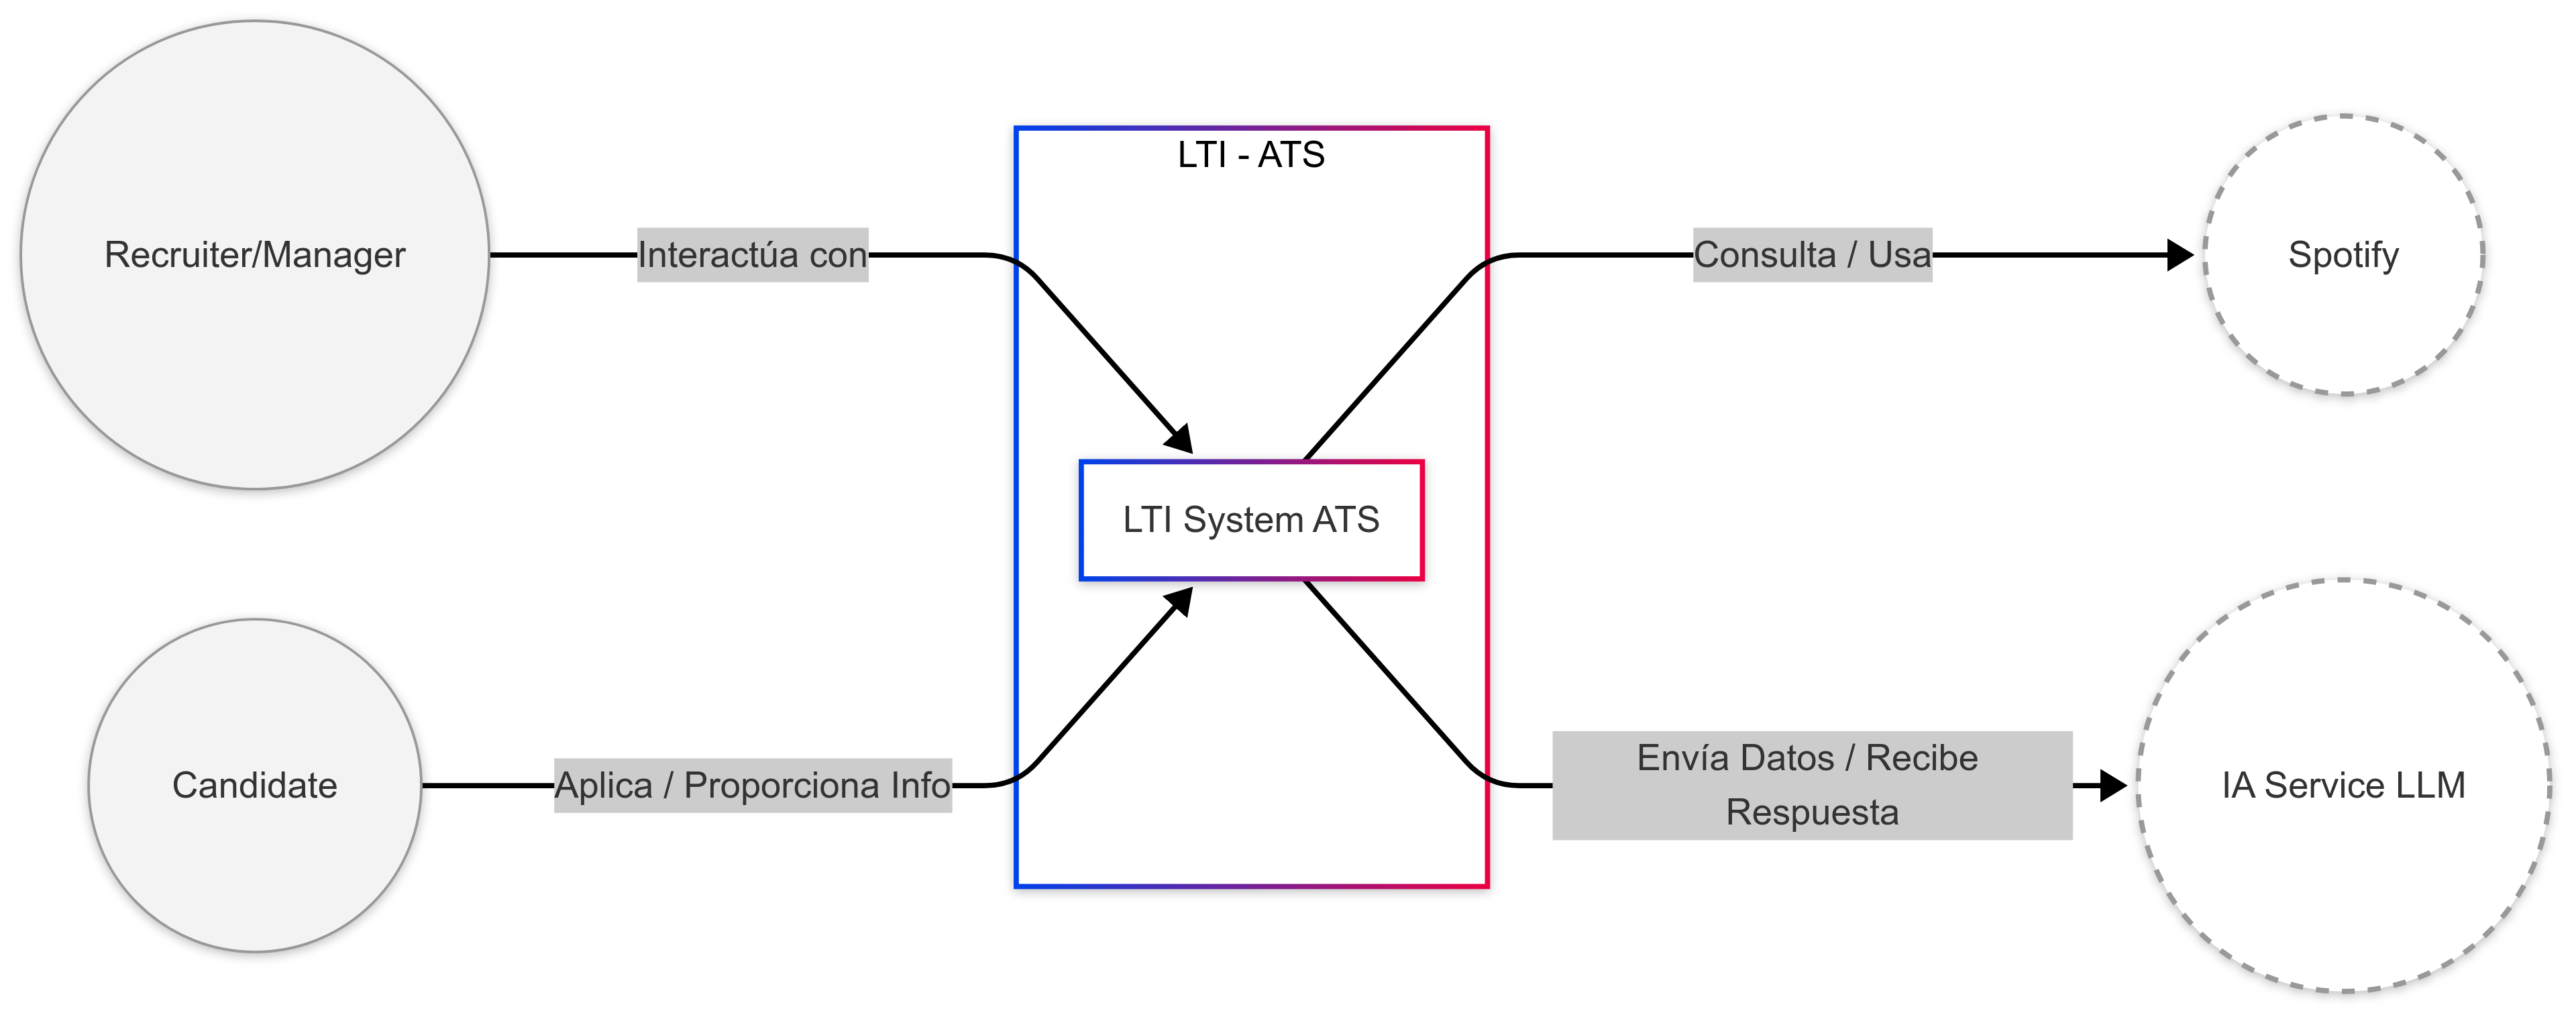 LTI - ATS
Recruiter/Manager
Interactúa con
Consulta / Usa
Spotify
LTI System ATS
Candidate
Aplica / Proporciona Info
Envía Datos / Recibe
Respuesta
IA Service LLM